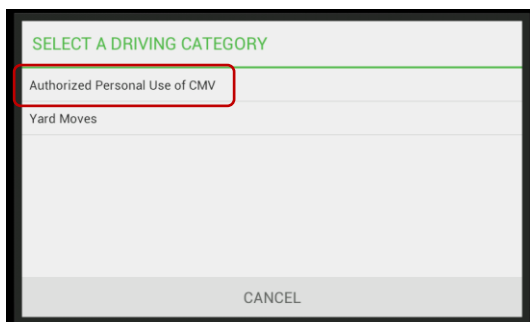 SELECT A DRIVING CATEGORY
Authorized Personal Use of CMV
Yard Moves
CANCEL